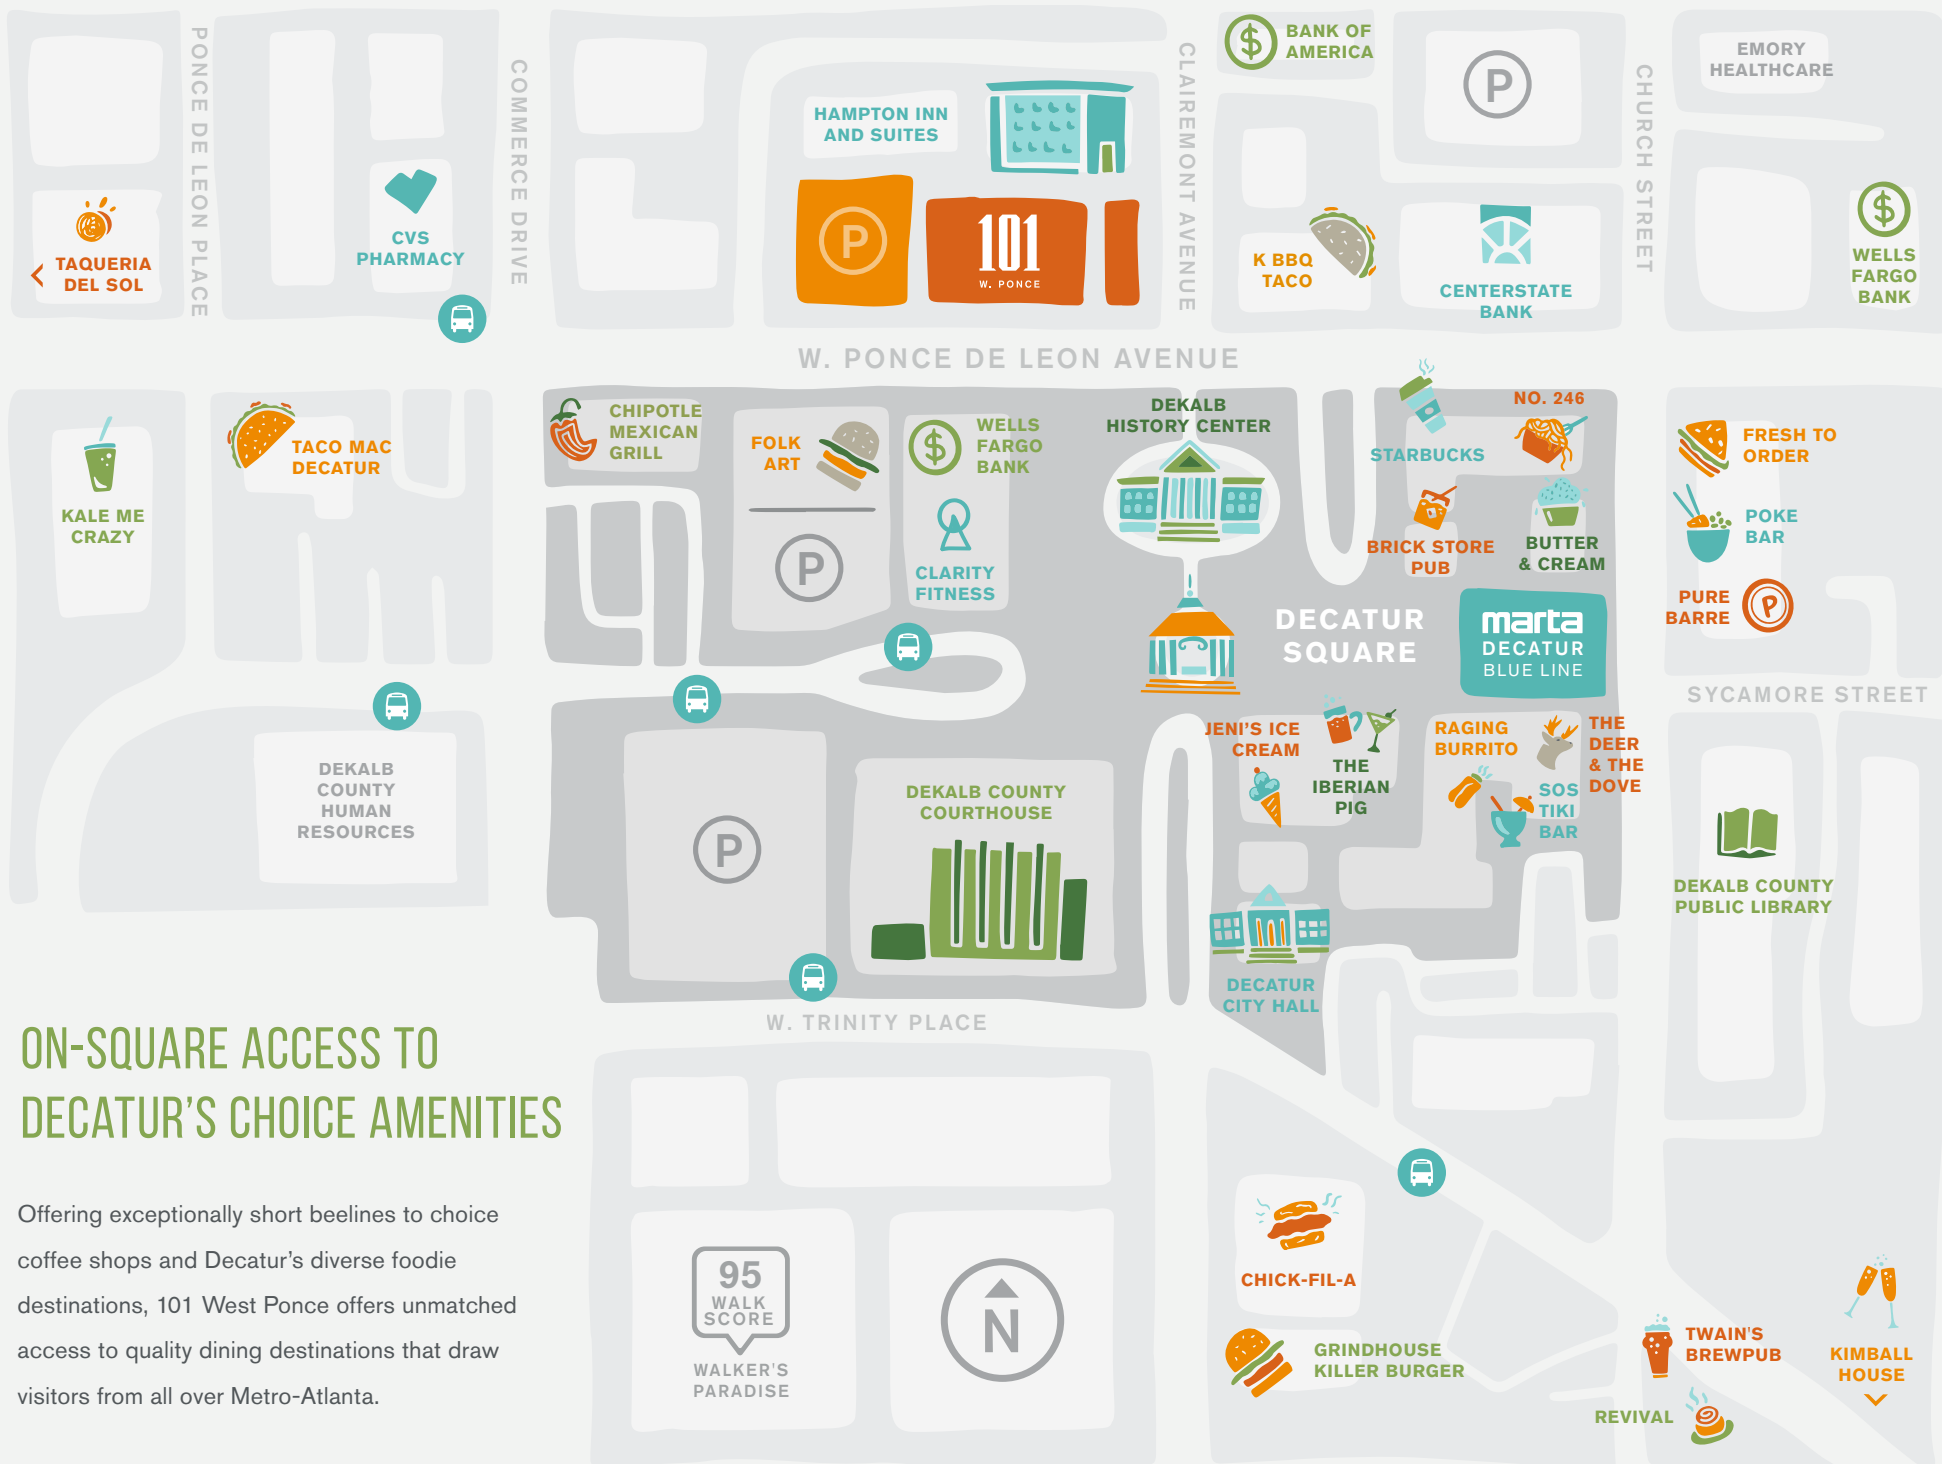 PONCE DE LEON PLACE
COMMERCE DRIVE
CLAIREMONT AVENUE
CHURCH STREET
BANK OF
AMERICA
P
EMORY
HEALTHCARE
HAMPTON INN
AND SUITES
TAQUERIA
DEL SOL
CVS
PHARMACY
P
101
W. PONCE
K BBQ
TACO
CENTERSTATE
BANK
WELLS
FARGO
BANK
W. PONCE DE LEON AVENUE
KALE ME
CRAZY
TACO MAC
DECATUR
CHIPOTLE
MEXICAN
GRILL
FOLK
ART
P
WELLS
FARGO
BANK
CLARITY
FITNESS
DEKALB
HISTORY CENTER
STARBUCKS
NO. 246
BRICK STORE
PUB
BUTTER
& CREAM
FRESH TO
ORDER
POKE
BAR
PURE
BARRE
P
DECATUR
SQUARE
marta
DECATUR
BLUE LINE
SYCAMORE STREET
DEKALB
COUNTY
HUMAN
RESOURCES
P
DEKALB COUNTY
COURTHOUSE
JENI'S ICE
CREAM
THE
IBERIAN
PIG
RAGING
BURRITO
THE
DEER
& THE
DOVE
SOS
TIKI
BAR
DEKALB COUNTY
PUBLIC LIBRARY
DECATUR
CITY HALL
W. TRINITY PLACE
ON-SQUARE ACCESS TO
DECATUR'S CHOICE AMENITIES
Offering exceptionally short beelines to choice
coffee shops and Decatur's diverse foodie
destinations, 101 West Ponce offers unmatched
access to quality dining destinations that draw
visitors from all over Metro-Atlanta.
95
WALK
SCORE
WALKER'S
PARADISE
N
CHICK-FIL-A
GRINDHOUSE
KILLER BURGER
TWAIN'S
BREWPUB
REVIVAL
KIMBALL
HOUSE